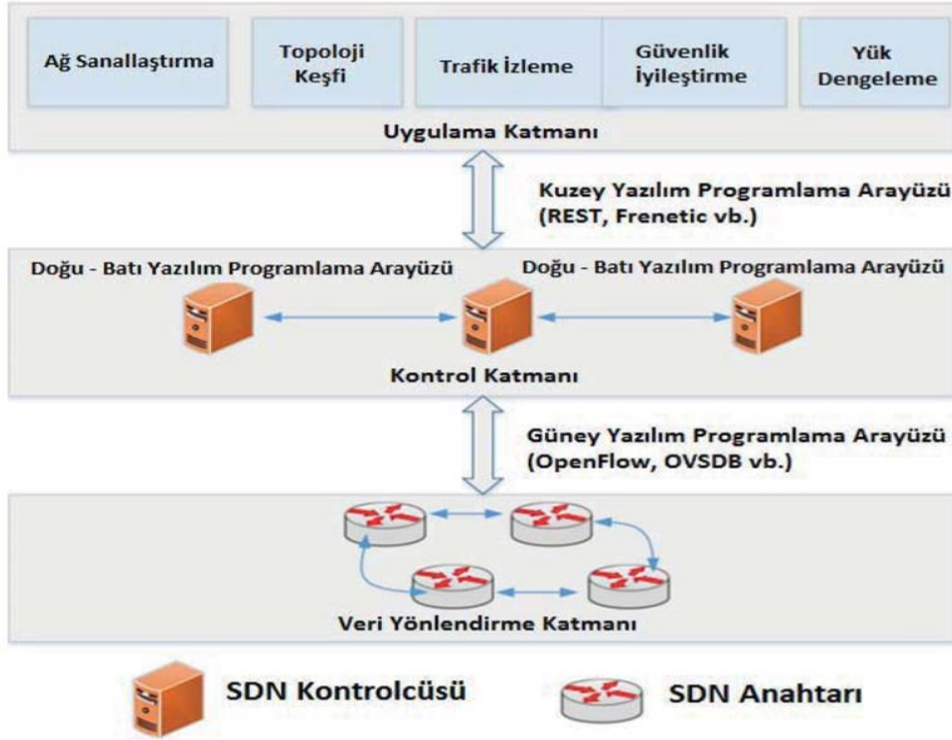 Ağ Sanallaştırma
Topoloji
Keşfi
Trafik İzleme
Güvenlik
İyileştirme
Yük
Dengeleme
Uygulama Katmanı
Kuzey Yazılım Programlama Arayüzü
(REST, Frenetic vb.)
Doğu - Batı Yazılım Programlama Arayüzü
Doğu - Batı Yazılım Programlama Arayüzü
Kontrol Katmanı
Güney Yazılım Programlama Arayüzü
(OpenFlow, OVSDB vb.)
Veri Yönlendirme Katmanı
SDN Kontrolcüsü
SDN Anahtarı